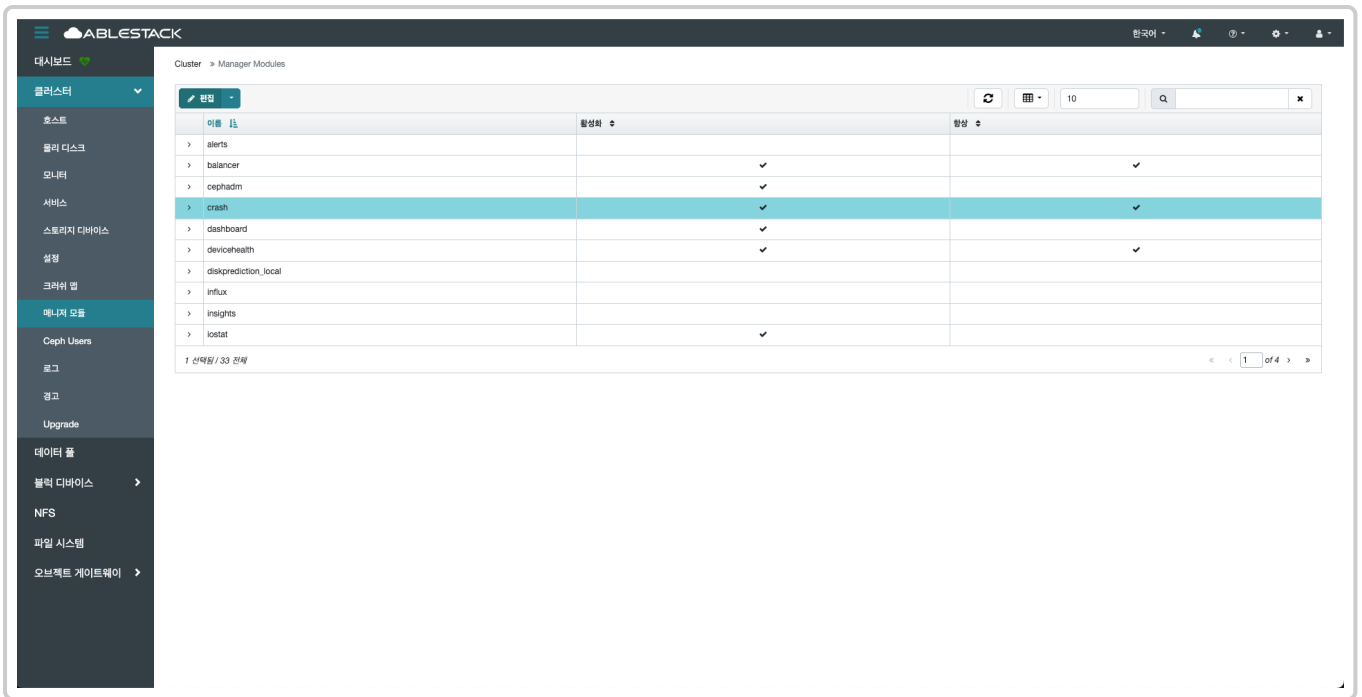 ABLESTACK
한국어
대시보드
Cluster » Manager Modules
클러스터
호스트
물리 디스크
모니터
서비스
스토리지 디바이스
설정
크러쉬 맵
매니저 모듈
Ceph Users
로그
경고
Upgrade
데이터 풀
블럭 디바이스
NFS
파일 시스템
오브젝트 게이트웨이
편집
10
이름 활성화 항상
alerts
balancer
cephadm
crash
dashboard
devicehealth
diskprediction_local
influx
insights
iostat
1 선택됨 / 33 전체
« ‹ 1 of 4 › »